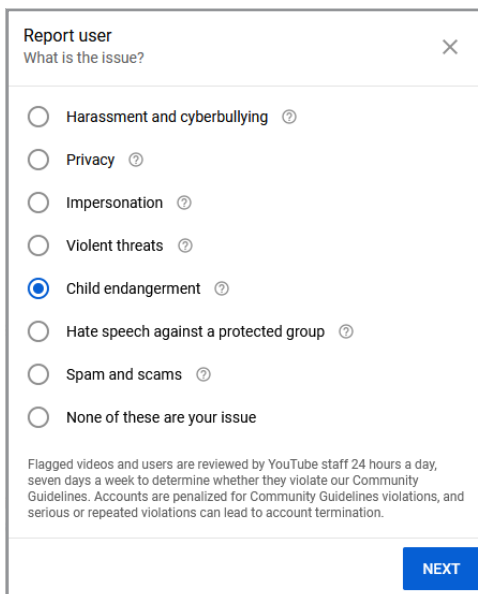 Report user
What is the issue?
Harassment and cyberbullying
Privacy
Impersonation
Violent threats
Child endangerment
Hate speech against a protected group
Spam and scams
None of these are your issue
Flagged videos and users are reviewed by YouTube staff 24 hours a day,
seven days a week to determine whether they violate our Community
Guidelines. Accounts are penalized for Community Guidelines violations, and
serious or repeated violations can lead to account termination.
NEXT